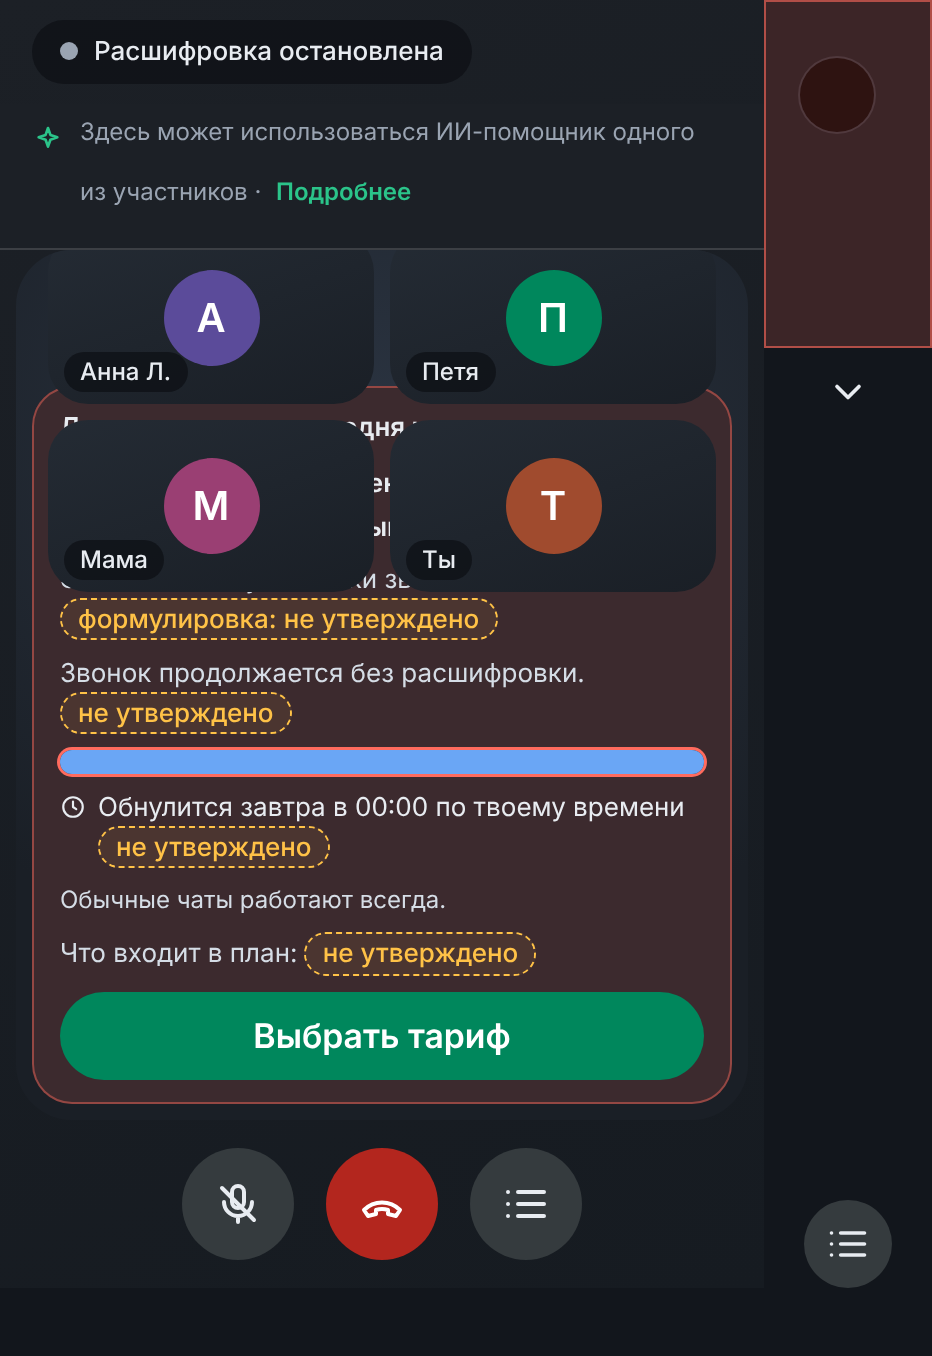 Расшифровка остановлена
Здесь может использоваться ИИ-помощник одного
из участников · Подробнее
А
П
Анна Л.
Петя
М
Т
Мама
Ты
формулировка: не утверждено
Звонок продолжается без расшифровки.
не утверждено
Обнулится завтра в 00:00 по твоему времени
не утверждено
Обычные чаты работают всегда.
Что входит в план: не утверждено
Выбрать тариф